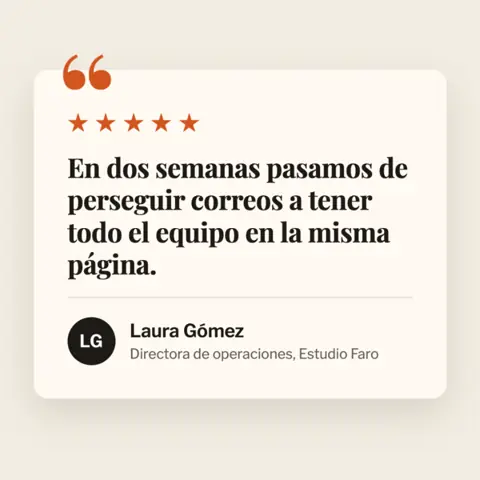 “
★★★★★
En dos semanas pasamos de
perseguir correos a tener
todo el equipo en la misma
página.
LG
Laura Gómez
Directora de operaciones, Estudio Faro